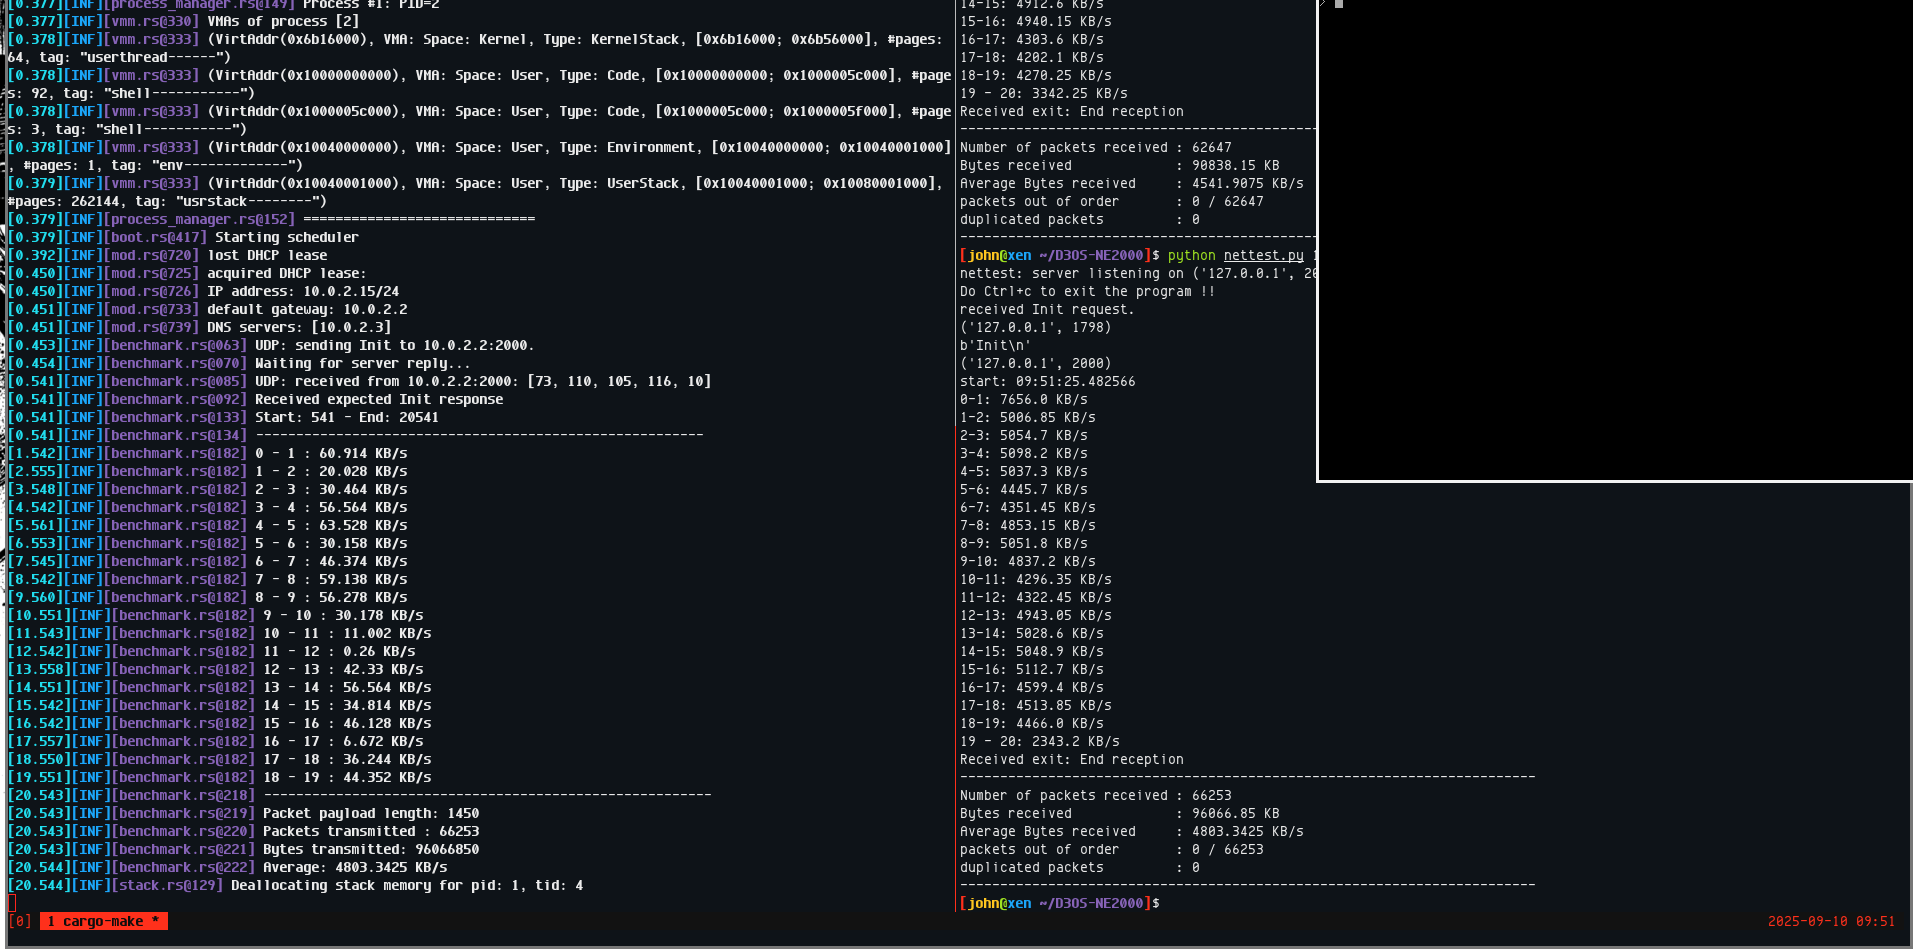 [0.377][INF][process_manager.rs@149] Process #1: PID=2
[0.377][INF][vmm.rs@330] VMAs of process [2]
[0.378][INF][vmm.rs@333] (VirtAddr(0x6b16000), VMA: Space: Kernel, Type: KernelStack, [0x6b16000; 0x6b56000], #pages:
64, tag: "userthread------")
[0.378][INF][vmm.rs@333] (VirtAddr(0x10000000000), VMA: Space: User, Type: Code, [0x10000000000; 0x1000005c000], #page
s: 92, tag: "shell-----------")
[0.378][INF][vmm.rs@333] (VirtAddr(0x1000005c000), VMA: Space: User, Type: Code, [0x1000005c000; 0x1000005f000], #page
s: 3, tag: "shell-----------")
[0.378][INF][vmm.rs@333] (VirtAddr(0x10040000000), VMA: Space: User, Type: Environment, [0x10040000000; 0x10040001000]
, #pages: 1, tag: "env-------------")
[0.379][INF][vmm.rs@333] (VirtAddr(0x10040001000), VMA: Space: User, Type: UserStack, [0x10040001000; 0x10080001000],
#pages: 262144, tag: "usrstack--------")
[0.379][INF][process_manager.rs@152] =============================
[0.379][INF][boot.rs@417] Starting scheduler
[0.392][INF][mod.rs@720] lost DHCP lease
[0.450][INF][mod.rs@725] acquired DHCP lease:
[0.450][INF][mod.rs@726] IP address: 10.0.2.15/24
[0.451][INF][mod.rs@733] default gateway: 10.0.2.2
[0.451][INF][mod.rs@739] DNS servers: [10.0.2.3]
[0.453][INF][benchmark.rs@063] UDP: sending Init to 10.0.2.2:2000.
[0.454][INF][benchmark.rs@070] Waiting for server reply...
[0.541][INF][benchmark.rs@085] UDP: received from 10.0.2.2:2000: [73, 110, 105, 116, 10]
[0.541][INF][benchmark.rs@092] Received expected Init response
[0.541][INF][benchmark.rs@133] Start: 541 - End: 20541
[0.541][INF][benchmark.rs@134] --------------------------------------------------------
[1.542][INF][benchmark.rs@182] 0 - 1 : 60.914 KB/s
[2.555][INF][benchmark.rs@182] 1 - 2 : 20.028 KB/s
[3.548][INF][benchmark.rs@182] 2 - 3 : 30.464 KB/s
[4.542][INF][benchmark.rs@182] 3 - 4 : 56.564 KB/s
[5.561][INF][benchmark.rs@182] 4 - 5 : 63.528 KB/s
[6.553][INF][benchmark.rs@182] 5 - 6 : 30.158 KB/s
[7.545][INF][benchmark.rs@182] 6 - 7 : 46.374 KB/s
[8.542][INF][benchmark.rs@182] 7 - 8 : 59.138 KB/s
[9.560][INF][benchmark.rs@182] 8 - 9 : 56.278 KB/s
[10.551][INF][benchmark.rs@182] 9 - 10 : 30.178 KB/s
[11.543][INF][benchmark.rs@182] 10 - 11 : 11.002 KB/s
[12.542][INF][benchmark.rs@182] 11 - 12 : 0.26 KB/s
[13.558][INF][benchmark.rs@182] 12 - 13 : 42.33 KB/s
[14.551][INF][benchmark.rs@182] 13 - 14 : 56.564 KB/s
[15.542][INF][benchmark.rs@182] 14 - 15 : 34.814 KB/s
[16.542][INF][benchmark.rs@182] 15 - 16 : 46.128 KB/s
[17.557][INF][benchmark.rs@182] 16 - 17 : 6.672 KB/s
[18.550][INF][benchmark.rs@182] 17 - 18 : 36.244 KB/s
[19.551][INF][benchmark.rs@182] 18 - 19 : 44.352 KB/s
[20.543][INF][benchmark.rs@218] --------------------------------------------------------
[20.543][INF][benchmark.rs@219] Packet payload length: 1450
[20.543][INF][benchmark.rs@220] Packets transmitted : 66253
[20.543][INF][benchmark.rs@221] Bytes transmitted: 96066850
[20.544][INF][benchmark.rs@222] Average: 4803.3425 KB/s
[20.544][INF][stack.rs@129] Deallocating stack memory for pid: 1, tid: 4
14-15: 4912.6 KB/s
15-16: 4940.15 KB/s
16-17: 4303.6 KB/s
17-18: 4202.1 KB/s
18-19: 4270.25 KB/s
19 - 20: 3342.25 KB/s
Received exit: End reception
---------------------------------------------
Number of packets received : 62647
Bytes received             : 90838.15 KB
Average Bytes received     : 4541.9075 KB/s
packets out of order       : 0 / 62647
duplicated packets         : 0
---------------------------------------------
[john@xen ~/D3OS-NE2000]$ python nettest.py
nettest: server listening on ('127.0.0.1', 20
Do Ctrl+c to exit the program !!
received Init request.
('127.0.0.1', 1798)
b'Init\n'
('127.0.0.1', 2000)
start: 09:51:25.482566
0-1: 7656.0 KB/s
1-2: 5006.85 KB/s
2-3: 5054.7 KB/s
3-4: 5098.2 KB/s
4-5: 5037.3 KB/s
5-6: 4445.7 KB/s
6-7: 4351.45 KB/s
7-8: 4853.15 KB/s
8-9: 5051.8 KB/s
9-10: 4837.2 KB/s
10-11: 4296.35 KB/s
11-12: 4322.45 KB/s
12-13: 4943.05 KB/s
13-14: 5028.6 KB/s
14-15: 5048.9 KB/s
15-16: 5112.7 KB/s
16-17: 4599.4 KB/s
17-18: 4513.85 KB/s
18-19: 4466.0 KB/s
19 - 20: 2343.2 KB/s
Received exit: End reception
------------------------------------------------------------------------
Number of packets received : 66253
Bytes received             : 96066.85 KB
Average Bytes received     : 4803.3425 KB/s
packets out of order       : 0 / 66253
duplicated packets         : 0
------------------------------------------------------------------------
[john@xen ~/D3OS-NE2000]$
[0] 1 cargo-make *
2025-09-10 09:51